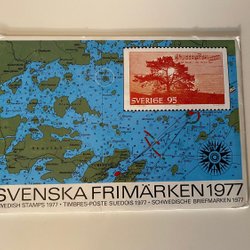 SVERIGE 95
SVENSKA FRIMÄRKEN 1977
SWEDISH STAMPS 1977 • TIMBRES-POSTE SUEDOIS 1977 • SCHWEDISCHE BRIEFMARKEN 1977